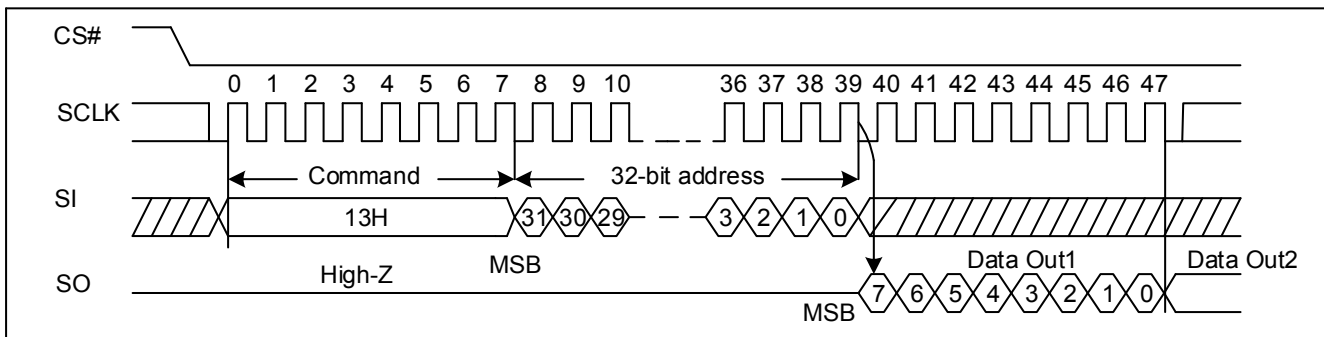 CS#
0 1 2 3 4 5 6 7 8 9 10 36 37 38 39 40 41 42 43 44 45 46 47
SCLK
Command 32-bit address
SI
13H 31 30 29 3 2 1 0
High-Z MSB Data Out1 Data Out2
SO
MSB 7 6 5 4 3 2 1 0